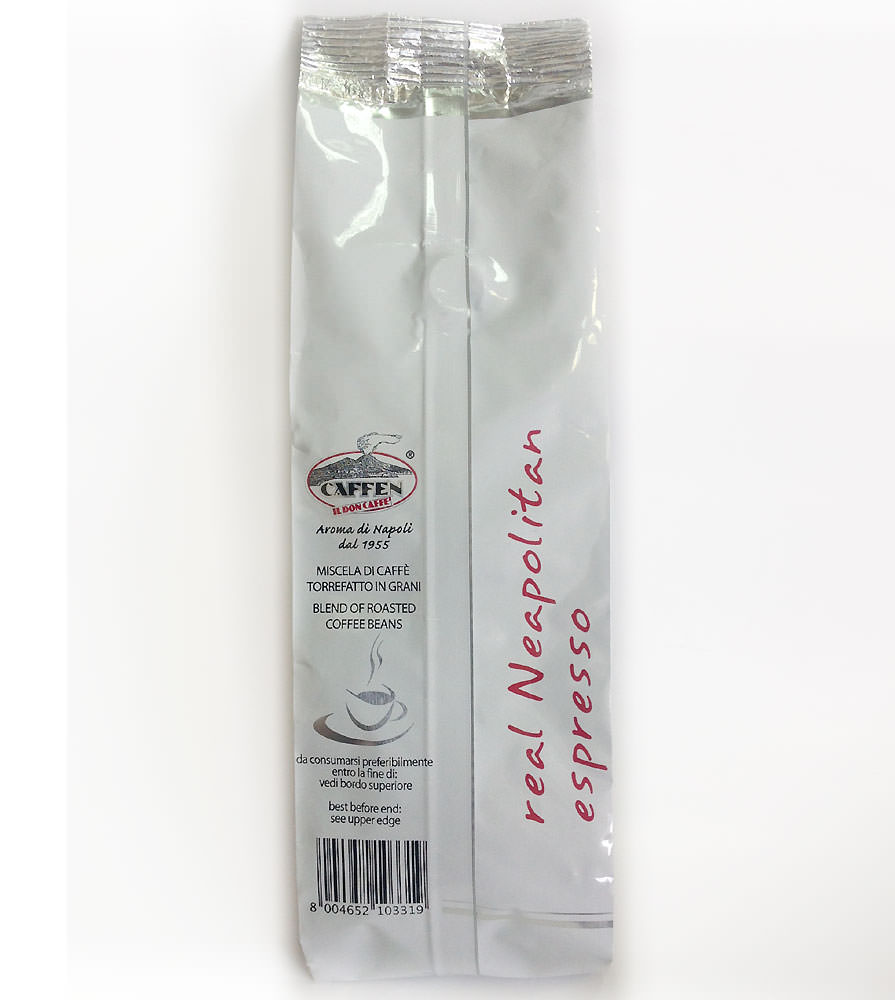 CAFFEN
®
IL DON CAFFÈ!
Aroma di Napoli
dal 1955
MISCELA DI CAFFÈ
TORREFATTO IN GRANI
BLEND OF ROASTED
COFFEE BEANS
da consumarsi preferibilmente
entro la fine di:
vedi bordo superiore
best before end:
see upper edge
8 004652 103319
real Neapolitan
espresso